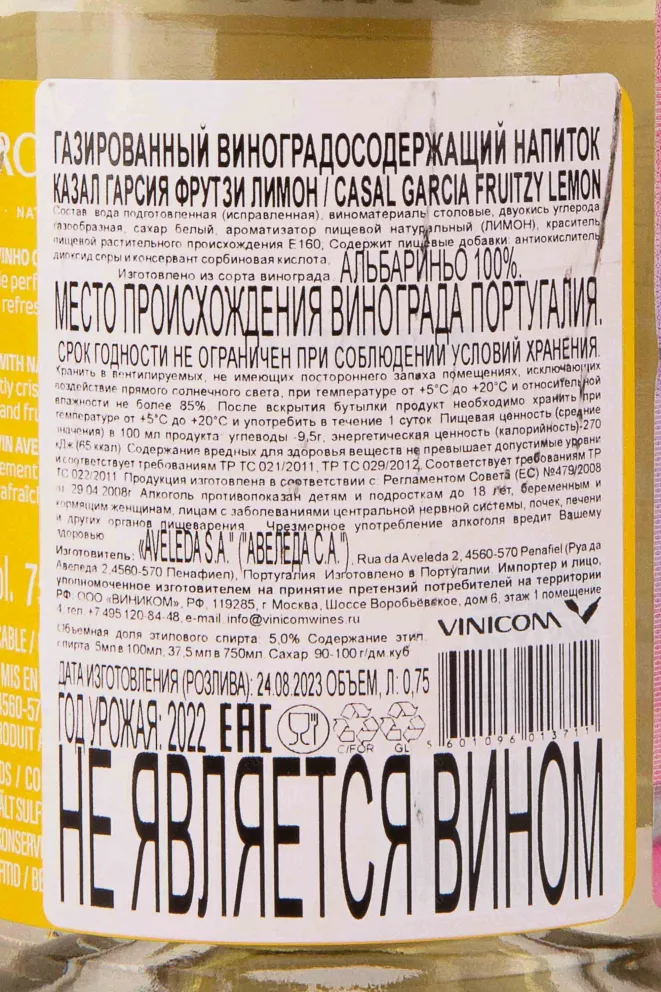 ГАЗИРОВАННЫЙ ВИНОГРАДОСОДЕРЖАЩИЙ НАПИТОК
КАЗАЛ ГАРСИЯ ФРУТЗИ ЛИМОН / CASAL GARCIA FRUITZY LEMON
Состав: вода подготовленная (исправленная), виноматериалы столовые, двуокись углерода
газообразная, сахар белый, ароматизатор пищевой натуральный (ЛИМОН), краситель
пищевой растительного происхождения Е160, Содержит пищевые добавки: антиокислитель
диоксид серы и консервант сорбиновая кислота.
Изготовлено из сорта винограда: АЛЬБАРИНЬО 100%.
МЕСТО ПРОИСХОЖДЕНИЯ ВИНОГРАДА ПОРТУГАЛИЯ.
СРОК ГОДНОСТИ НЕ ОГРАНИЧЕН ПРИ СОБЛЮДЕНИИ УСЛОВИЙ ХРАНЕНИЯ.
Хранить в вентилируемых, не имеющих постороннего запаха помещениях, исключающих
воздействие прямого солнечного света, при температуре от +5°С до +20°С и относительной
влажности не более 85%. После вскрытия бутылки продукт необходимо хранить при
температуре от +5°С до +20°С и употребить в течение 1 суток. Пищевая ценность (средние
значения) в 100 мл продукта: углеводы -9,5г, энергетическая ценность (калорийность)-270
кДж (65 ккал). Содержание вредных для здоровья веществ не превышает допустимые уровни
и соответствует требованиям ТР ТС 021/2011, ТР ТС 029/2012, Соответствует требованиям ТР
ТС 022/2011. Продукция изготовлена в соответствии с Регламентом Совета (ЕС) №479/2008
от 29.04.2008г. Алкоголь противопоказан детям и подросткам до 18 лет, беременным и
кормящим женщинам, лицам с заболеваниями центральной нервной системы, почек, печени
и других органов пищеварения. Чрезмерное употребление алкоголя вредит Вашему
здоровью
Изготовитель: «AVELEDA S.A.» ("АВЕЛЕДА С.А."), Rua da Aveleda 2, 4560-570 Penafiel (Руа да
Аведеда 2,4560-570 Пенафиел), Португалия. Изготовлено в Португалии. Импортер и лицо,
уполномоченное изготовителем на принятие претензий потребителей на территории
РФ: ООО «ВИНИКОМ», РФ, 119285, г. Москва, Шоссе Воробьёвское, дом 6, этаж 1 помещение
4, тел. +7 495 120-84-48, e-mail: info@vinicomwines.ru
VINICOM
Объемная доля этилового спирта: 5,0% Содержание этил.
спирта 5мл в 100мл, 37,5 мл в 750мл. Сахар: 90-100 г/дм.куб
ДАТА ИЗГОТОВЛЕНИЯ (РОЗЛИВА): 24.08.2023 ОБЪЕМ, Л: 0,75
ГОД УРОЖАЯ: 2022 ЕАС
C/FOR GL
5 601096 013711
НЕ ЯВЛЯЕТСЯ ВИНОМ